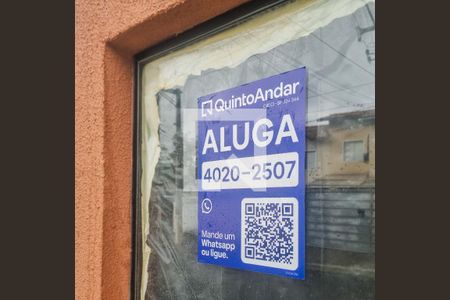 QuintoAndar
ALUGA
4020-2507
Mande um
Whatsapp
ou ligue.